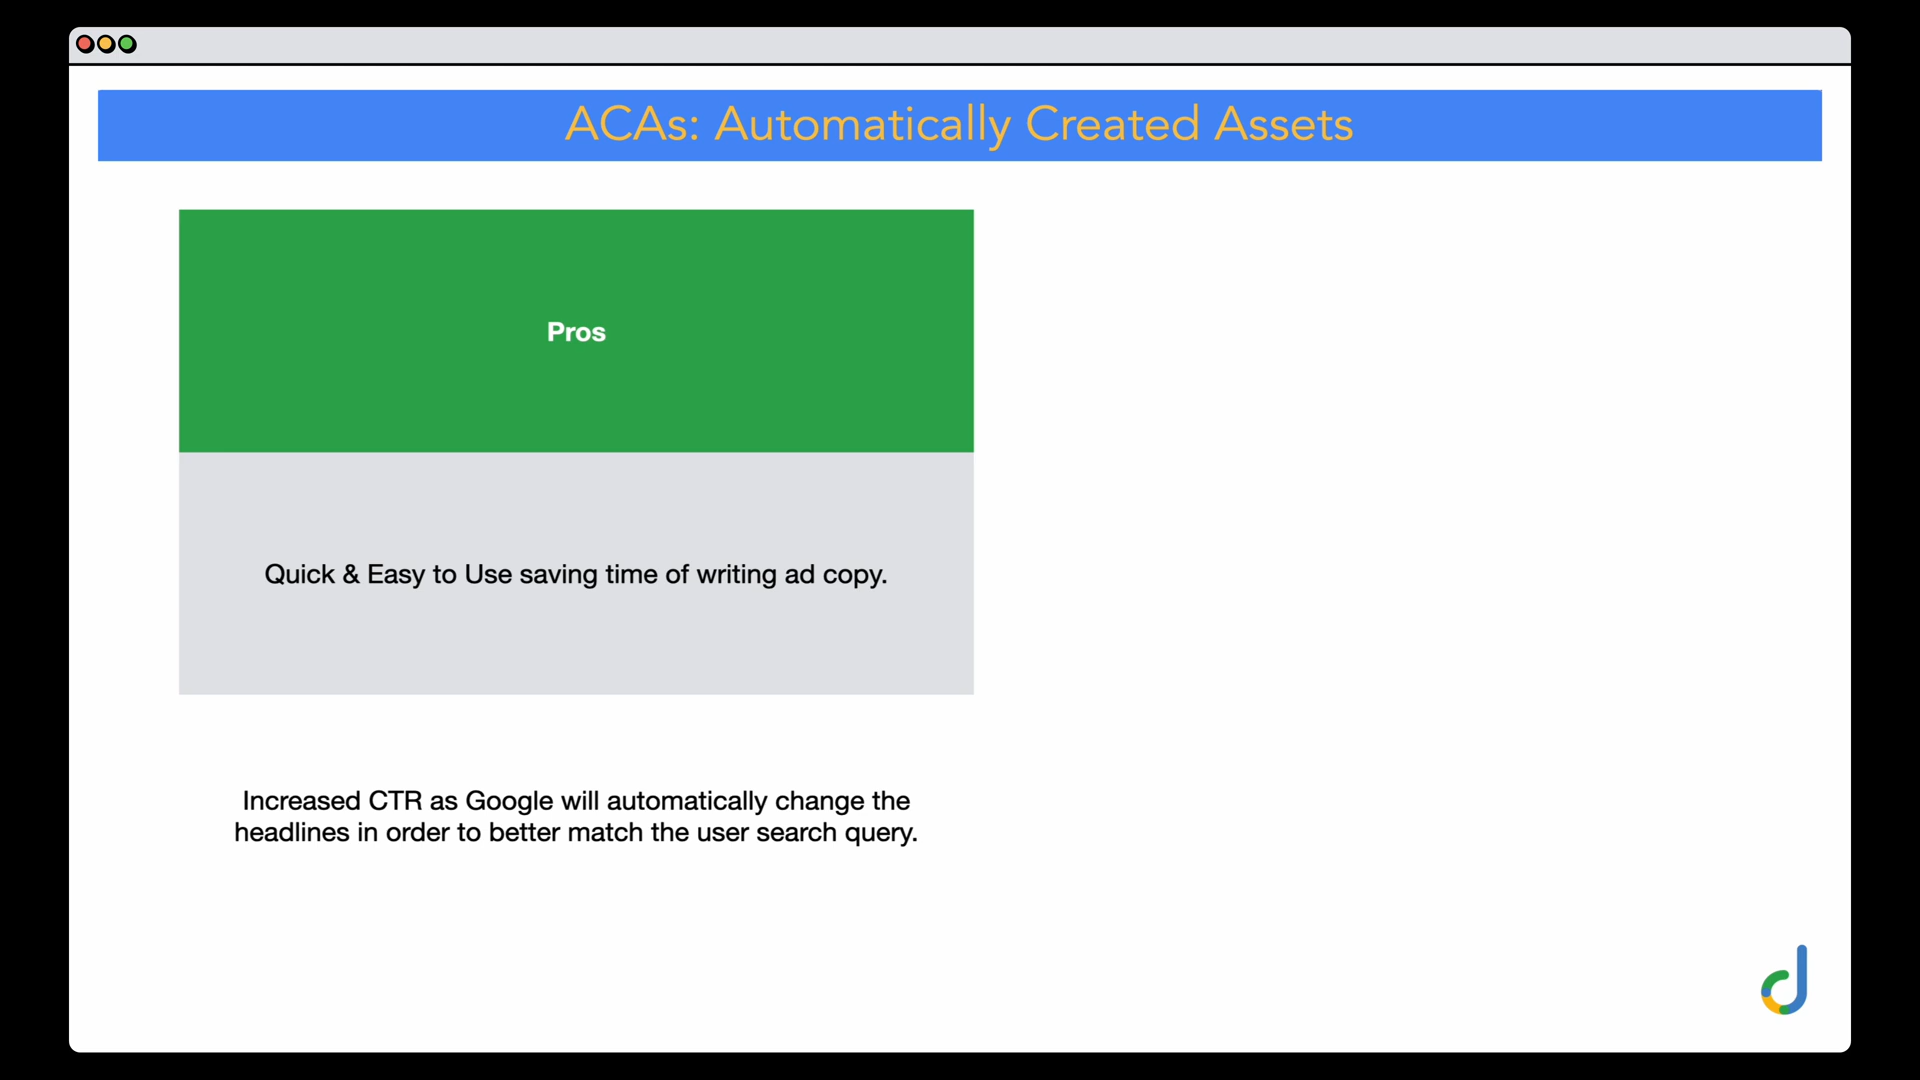 ACAs: Automatically Created Assets
Pros
Quick & Easy to Use saving time of writing ad copy.
Increased CTR as Google will automatically change the
headlines in order to better match the user search query.